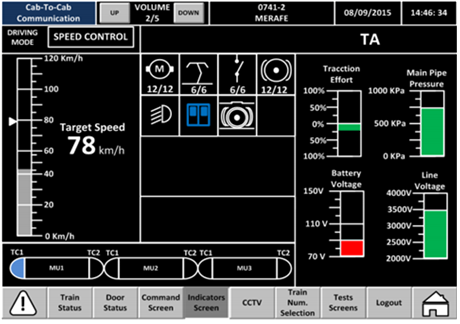 Cab-To-Cab
Communication
UP
VOLUME
2/5
DOWN
0741-2
MERAFE
08/09/2015
14:46: 34
DRIVING
MODE
SPEED CONTROL
TA
120 Km/h
100
80
60
40
20
0 Km/h
Target Speed
78 km/h
M
12/12
6/6
6/6
12/12
Tracction
Effort
100%
50%
0%
50%
100%
Main Pipe
Pressure
1000 KPa
500 KPa
0 KPa
Battery
Voltage
150V
110 V
70 V
Line
Voltage
4000V
3500V
3000V
2500V
2000V
TC1
MU1
TC2
TC1
MU2
TC2
TC1
MU3
TC2
Train
Status
Door
Status
Command
Screen
Indicators
Screen
CCTV
Train
Num.
Selection
Tests
Screens
Logout